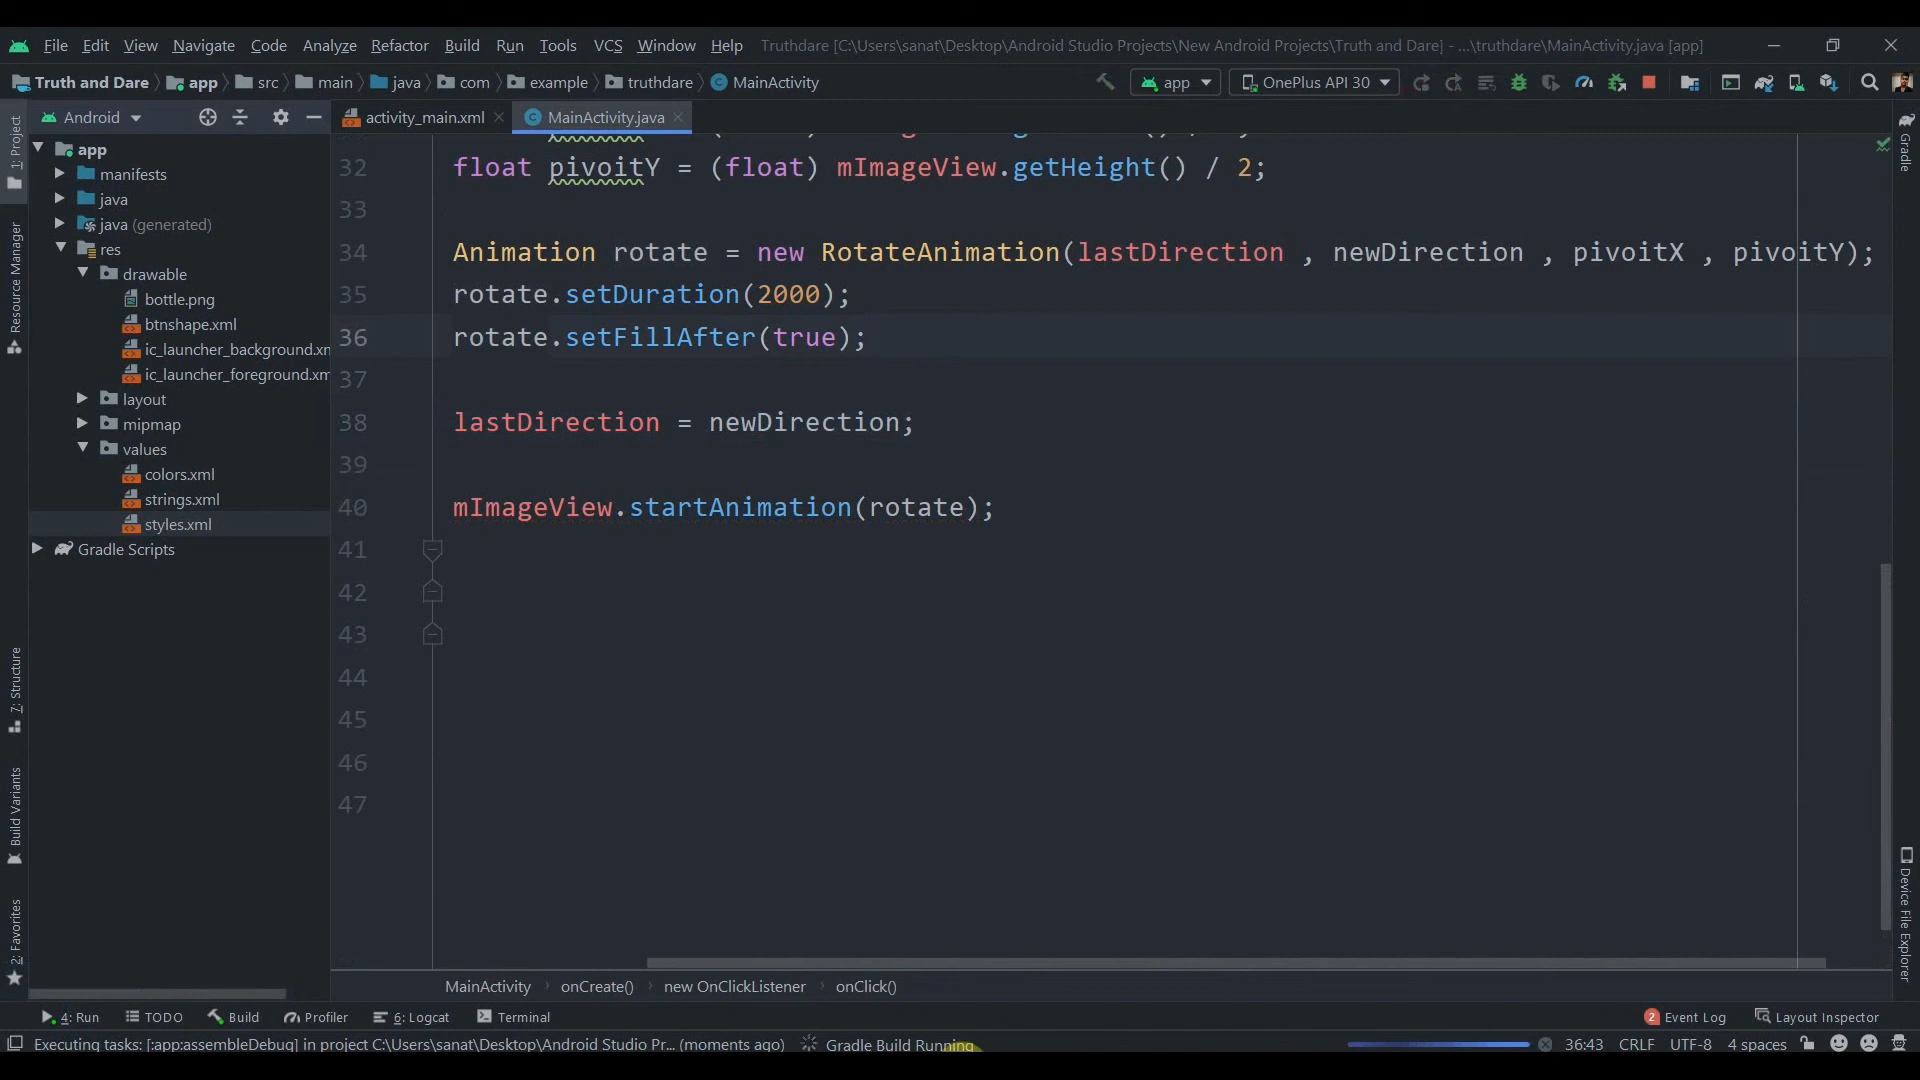 File Edit View Navigate Code Analyze Refactor Build Run Tools VCS Window Help Truthdare [C:\Users\sanat\Desktop\Android Studio Projects\New Android Projects\Truth and Dare] - ...\truthdare\MainActivity.java [app]
Truth and Dare app src main java com example truthdare MainActivity app OnePlus API 30
Android activity_main.xml MainActivity.java
1: Project
Resource Manager
7: Structure
Build Variants
2: Favorites
app
manifests
java
java (generated)
res
drawable
bottle.png
btnshape.xml
ic_launcher_background.xm
ic_launcher_foreground.xm
layout
mipmap
values
colors.xml
strings.xml
styles.xml
Gradle Scripts
32 float pivoitY = (float) mImageView.getHeight() / 2;
33
34 Animation rotate = new RotateAnimation(lastDirection , newDirection , pivoitX , pivoitY);
35 rotate.setDuration(2000);
36 rotate.setFillAfter(true);
37
38 lastDirection = newDirection;
39
40 mImageView.startAnimation(rotate);
41
42
43
44
45
46
47
Gradle
Device File Explorer
MainActivity onCreate() new OnClickListener onClick()
4: Run TODO Build Profiler 6: Logcat Terminal 2 Event Log Layout Inspector
Executing tasks: [:app:assembleDebug] in project C:\Users\sanat\Desktop\Android Studio Pr... (moments ago) Gradle Build Running 36:43 CRLF UTF-8 4 spaces